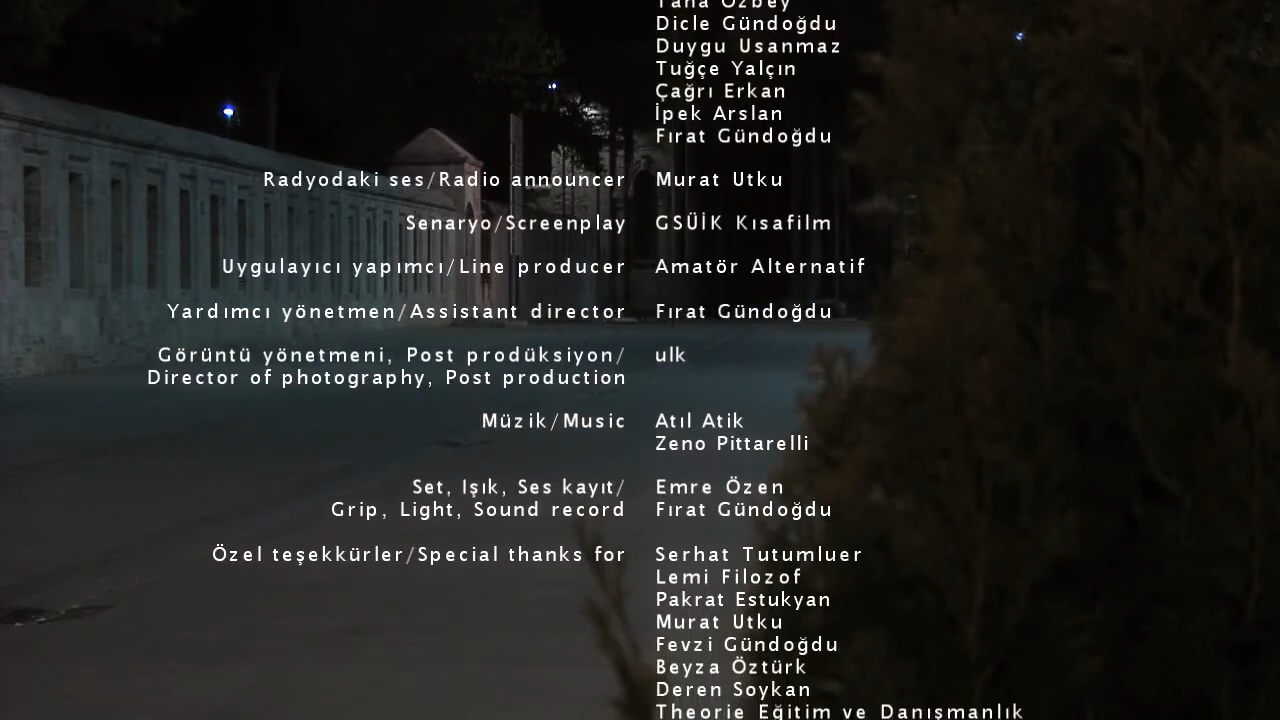 Taha Özbey
Dicle Gündoğdu
Duygu Usanmaz
Tuğçe Yalçın
Çağrı Erkan
İpek Arslan
Fırat Gündoğdu
Radyodaki ses/Radio announcer Murat Utku
Senaryo/Screenplay GSÜİK Kısafilm
Uygulayıcı yapımcı/Line producer Amatör Alternatif
Yardımcı yönetmen/Assistant director Fırat Gündoğdu
Görüntü yönetmeni, Post prodüksiyon/ ulk
Director of photography, Post production
Müzik/Music Atıl Atik
Zeno Pittarelli
Set, Işık, Ses kayıt/ Emre Özen
Grip, Light, Sound record Fırat Gündoğdu
Özel teşekkürler/Special thanks for Serhat Tutumluer
Lemi Filozof
Pakrat Estukyan
Murat Utku
Fevzi Gündoğdu
Beyza Öztürk
Deren Soykan
Theorie Eğitim ve Danışmanlık